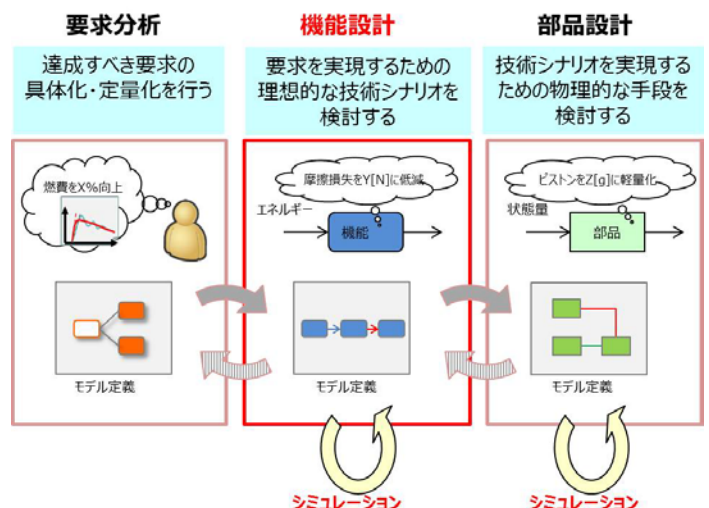 要求分析
達成すべき要求の
具体化・定量化を行う
燃費をX%向上
モデル定義
機能設計
要求を実現するための
理想的な技術シナリオを
検討する
摩擦損失をY[N]に低減
エネルギー
機能
モデル定義
シミュレーション
部品設計
技術シナリオを実現する
ための物理的な手段を
検討する
ピストンをZ[g]に軽量化
状態量
部品
モデル定義
シミュレーション